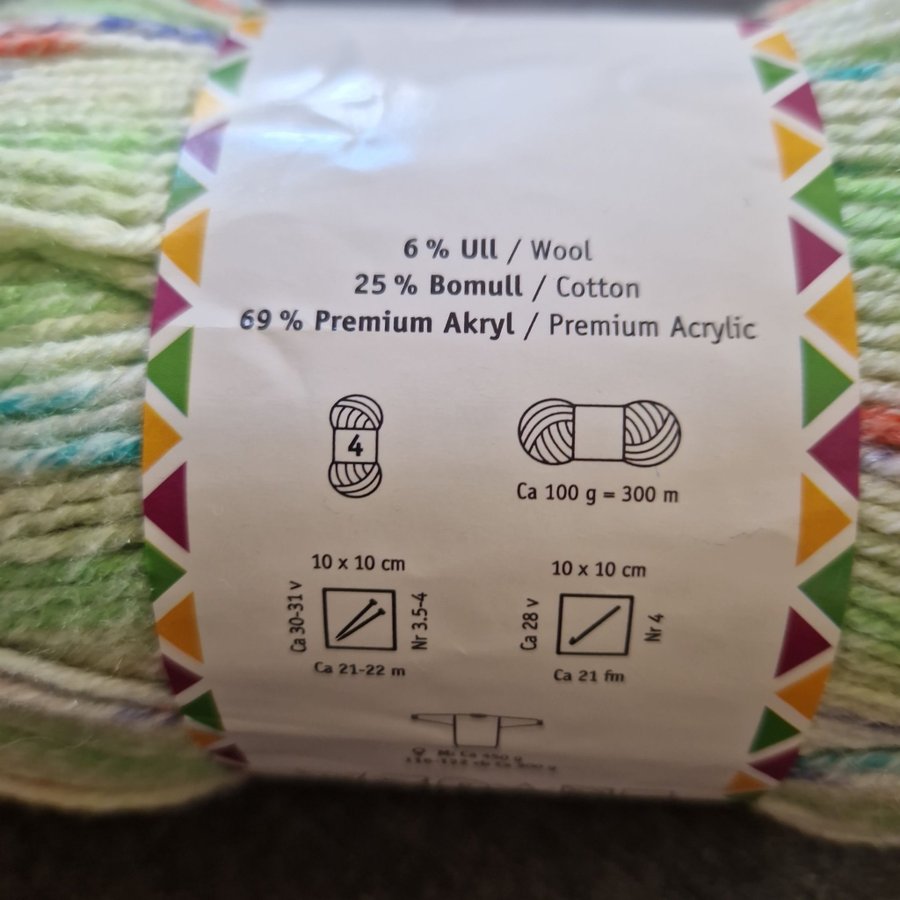 6 % Ull / Wool
25 % Bomull / Cotton
69 % Premium Akryl / Premium Acrylic
4
Ca 100 g = 300 m
10 x 10 cm
Ca 30-31 v
Nr 3.5-4
Ca 21-22 m
10 x 10 cm
Ca 28 v
Nr 4
Ca 21 fm